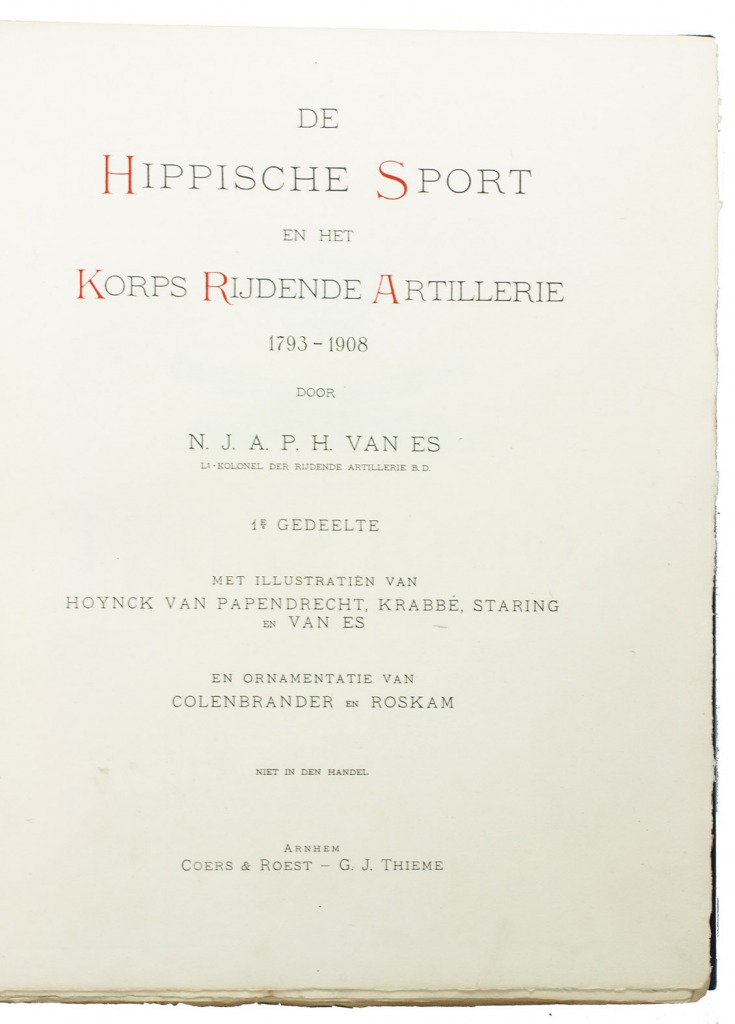 DE
HIPPISCHE SPORT
EN HET
KORPS RIJDENDE ARTILLERIE
1793-1908
DOOR
N. J. A. P. H. VAN ES
Lt-KOLONEL DER RIJDENDE ARTILLERIE B.D.
1E GEDEELTE
MET ILLUSTRATIËN VAN
HOYNCK VAN PAPENDRECHT, KRABBÉ, STARING
EN VAN ES
EN ORNAMENTATIE VAN
COLENBRANDER EN ROSKAM
NIET IN DEN HANDEL
ARNHEM
COERS & ROEST – G. J. THIEME